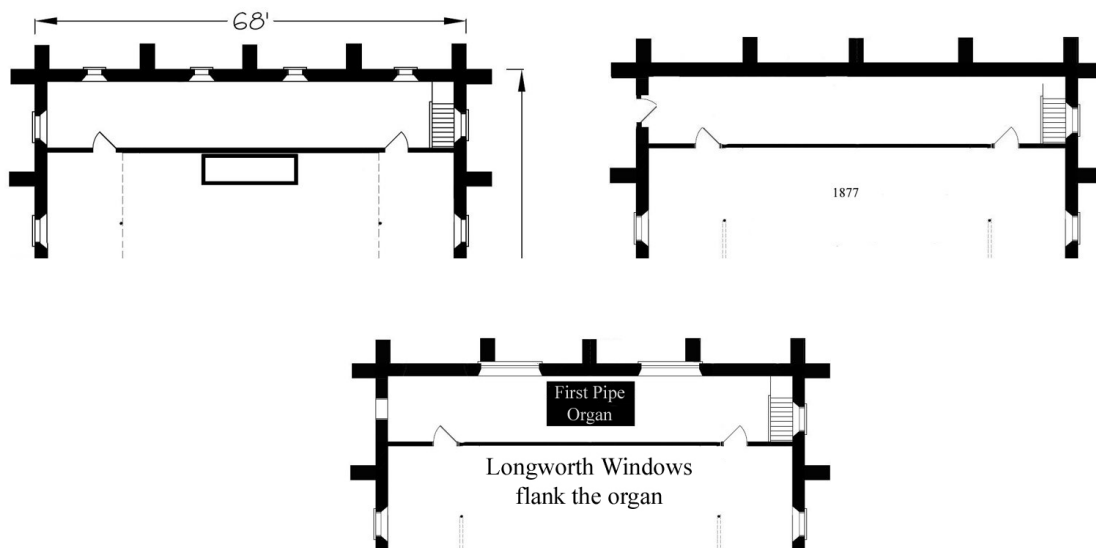 68'
1877
First Pipe
Organ
Longworth Windows
flank the organ